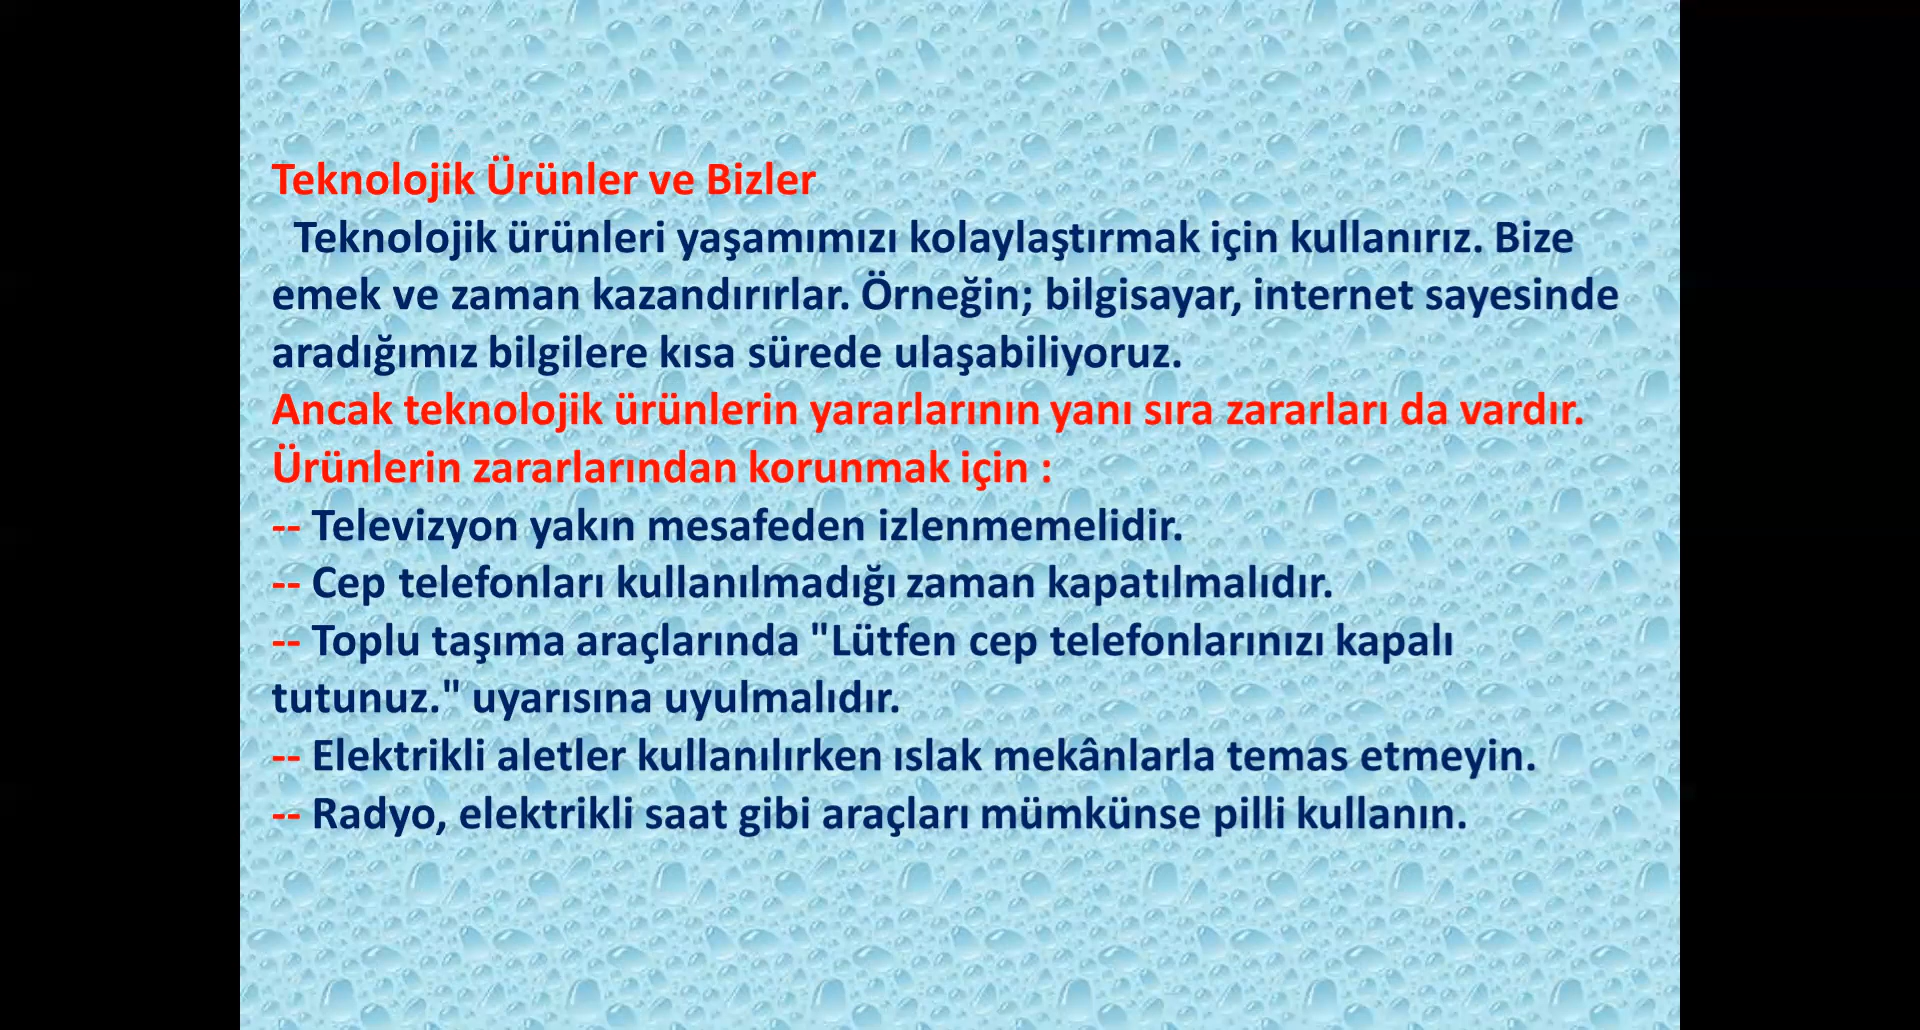 Teknolojik Ürünler ve Bizler
Teknolojik ürünleri yaşamımızı kolaylaştırmak için kullanırız. Bize
emek ve zaman kazandırırlar. Örneğin; bilgisayar, internet sayesinde
aradığımız bilgilere kısa sürede ulaşabiliyoruz.
Ancak teknolojik ürünlerin yararlarının yanı sıra zararları da vardır.
Ürünlerin zararlarından korunmak için :
-- Televizyon yakın mesafeden izlenmemelidir.
-- Cep telefonları kullanılmadığı zaman kapatılmalıdır.
-- Toplu taşıma araçlarında "Lütfen cep telefonlarınızı kapalı
tutunuz." uyarısına uyulmalıdır.
-- Elektrikli aletler kullanılırken ıslak mekânlarla temas etmeyin.
-- Radyo, elektrikli saat gibi araçları mümkünse pilli kullanın.